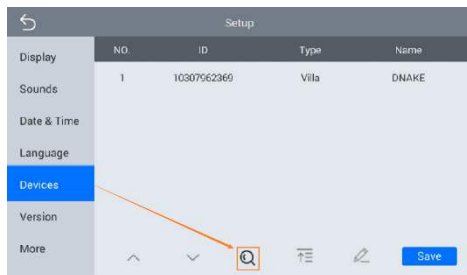 Setup
Display
Sounds
Date & Time
Language
Devices
Version
More
NO. ID Type Name
1 10307962369 Villa DNAKE
Save